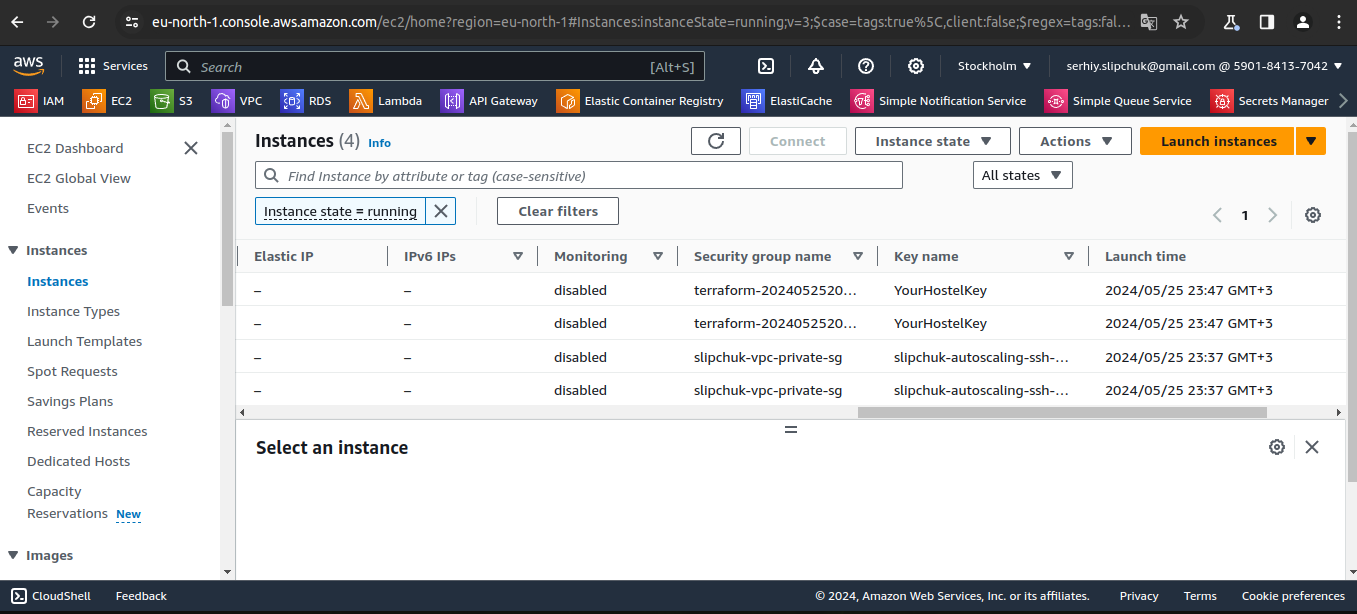 eu-north-1.console.aws.amazon.com/ec2/home?region=eu-north-1#Instances:instanceState=running;v=3;$case=tags:true%5C,client:false;$regex=tags:fal...
aws Services Search [Alt+S] Stockholm serhiy.slipchuk@gmail.com @ 5901-8413-7042
IAM EC2 S3 VPC RDS Lambda API Gateway Elastic Container Registry ElastiCache Simple Notification Service Simple Queue Service Secrets Manager
EC2 Dashboard
EC2 Global View
Events
Instances
Instances
Instance Types
Launch Templates
Spot Requests
Savings Plans
Reserved Instances
Dedicated Hosts
Capacity
Reservations New
Images
Instances (4) Info Connect Instance state Actions Launch instances
Find Instance by attribute or tag (case-sensitive) All states
Instance state = running Clear filters 1
Elastic IP IPv6 IPs Monitoring Security group name Key name Launch time
– – disabled terraform-2024052520... YourHostelKey 2024/05/25 23:47 GMT+3
– – disabled terraform-2024052520... YourHostelKey 2024/05/25 23:47 GMT+3
– – disabled slipchuk-vpc-private-sg slipchuk-autoscaling-ssh-... 2024/05/25 23:37 GMT+3
– – disabled slipchuk-vpc-private-sg slipchuk-autoscaling-ssh-... 2024/05/25 23:37 GMT+3
Select an instance
CloudShell Feedback © 2024, Amazon Web Services, Inc. or its affiliates. Privacy Terms Cookie preferences